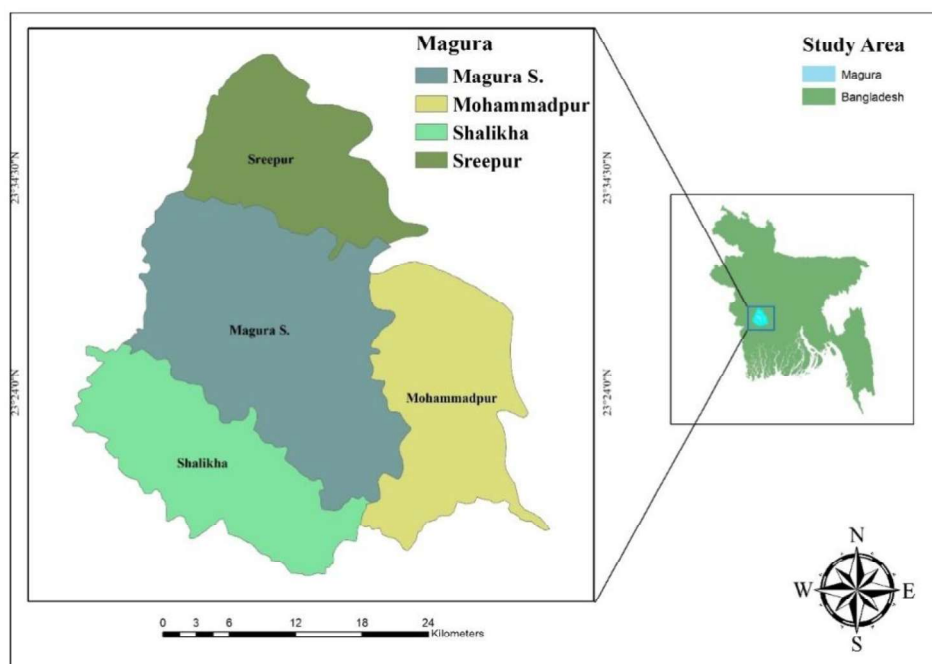 Magura
Magura S.
Mohammadpur
Shalikha
Sreepur
Study Area
Magura
Bangladesh
Sreepur
Magura S.
Mohammadpur
Shalikha
23°34'30"N
23°24'0"N
23°34'30"N
23°24'0"N
0 3 6 12 18 24
Kilometers
N
W E
S